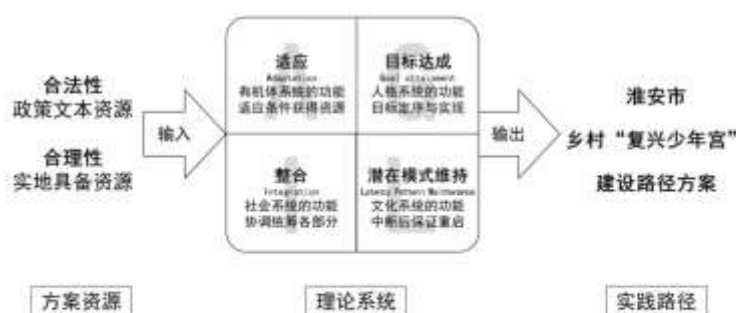 合法性
政策文本资源
合理性
实地具备资源
输入
适应
Adaptation
有机体系统的功能
适应条件获得资源
目标达成
Goal attainment
人格系统的功能
目标定序与实现
整合
Integration
社会系统的功能
协调统筹各部分
潜在模式维持
Latency Pattern Maintenance
文化系统的功能
中断后保证重启
输出
淮安市
乡村“复兴少年宫”
建设路径方案
方案资源
理论系统
实践路径